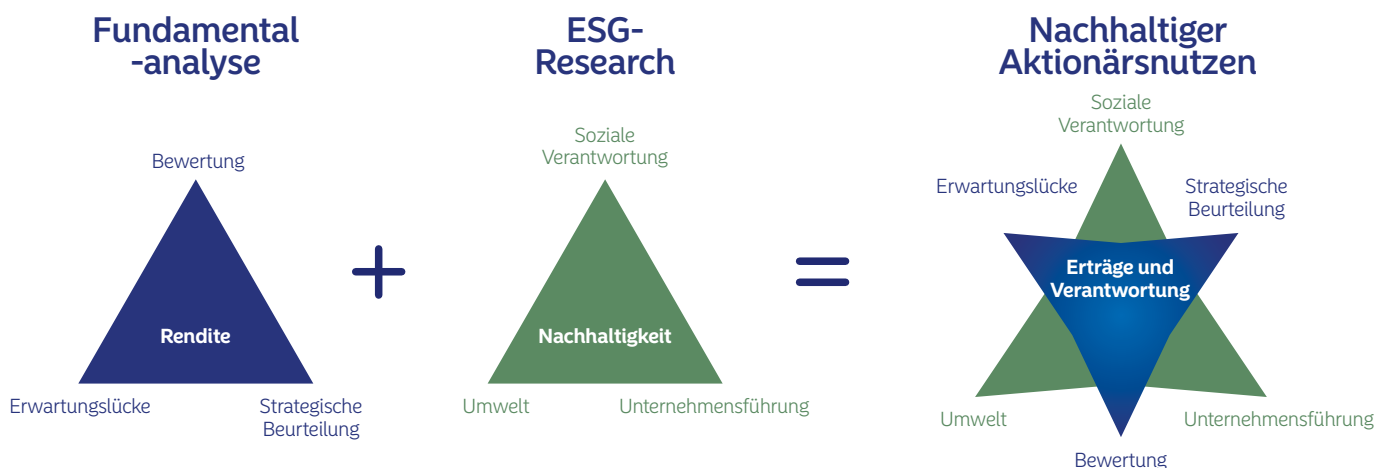 Fundamental
-analyse
Bewertung
Rendite
Erwartungslücke
Strategische
Beurteilung
+
ESG-
Research
Soziale
Verantwortung
Nachhaltigkeit
Umwelt
Unternehmensführung
=
Nachhaltiger
Aktionärsnutzen
Soziale
Verantwortung
Erwartungslücke
Strategische
Beurteilung
Erträge und
Verantwortung
Umwelt
Unternehmensführung
Bewertung